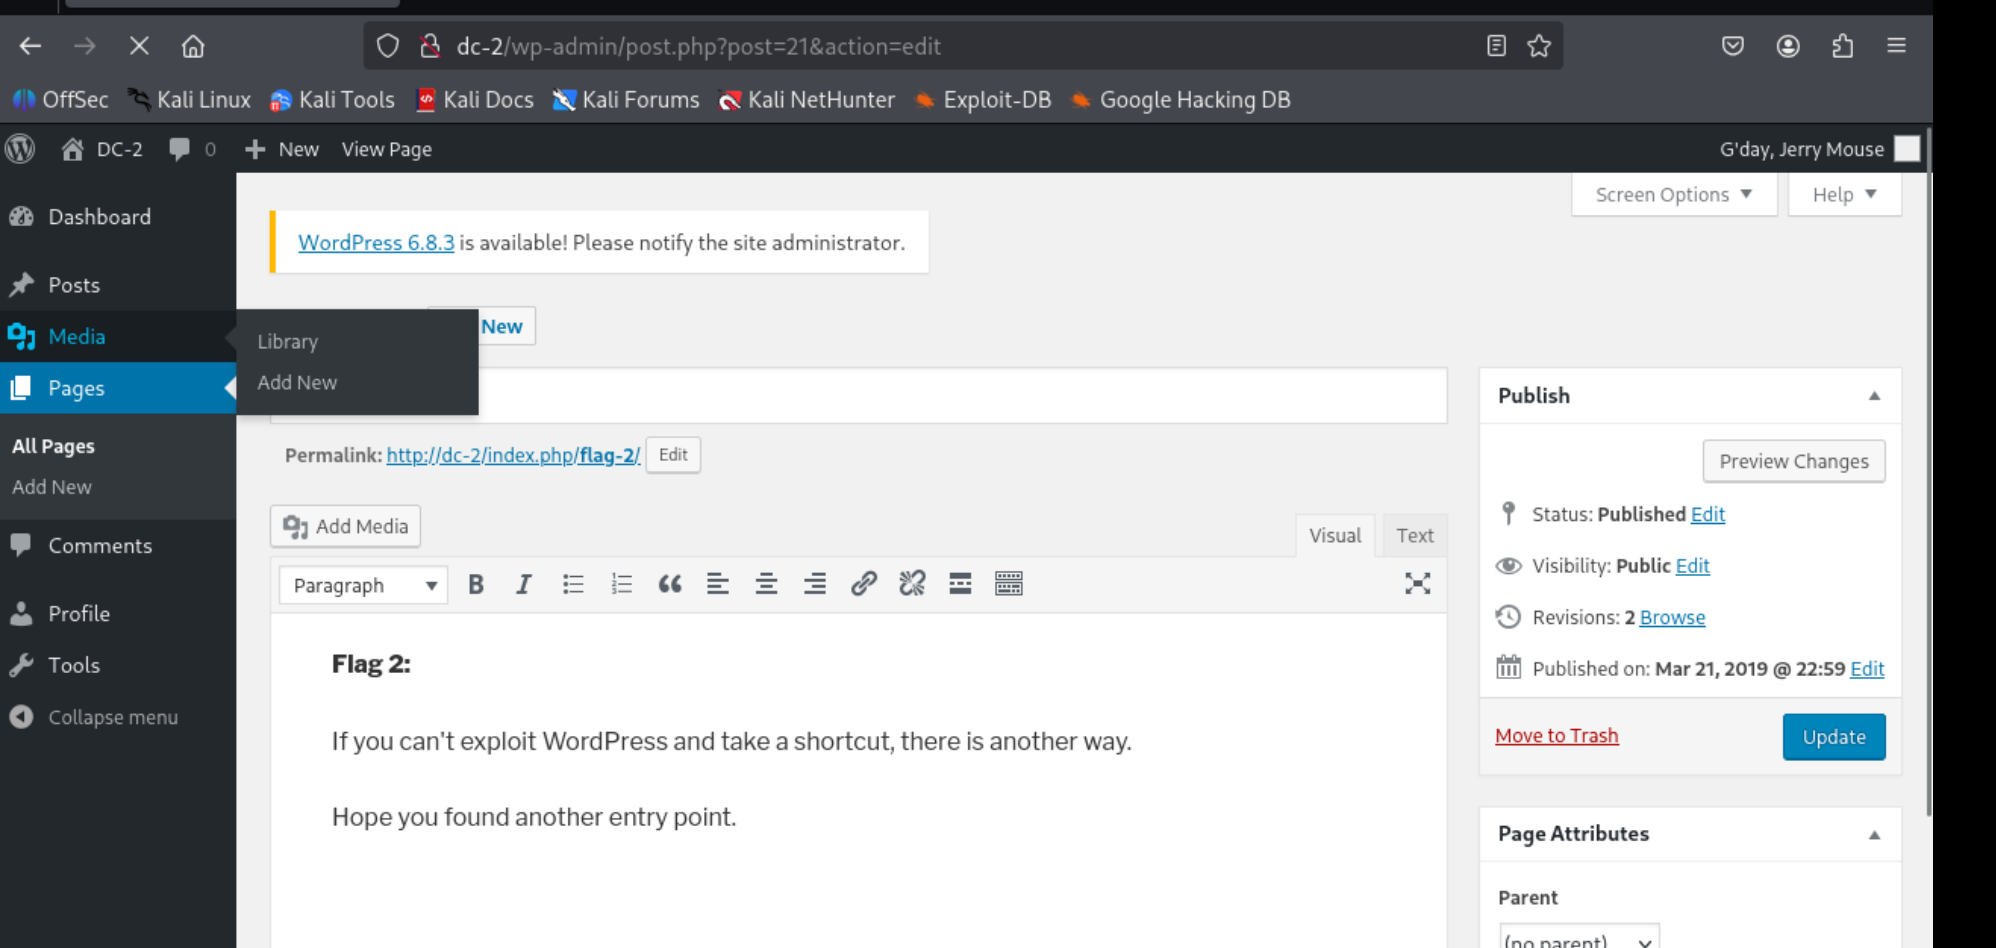 dc-2/wp-admin/post.php?post=21&action=edit
OffSec Kali Linux Kali Tools Kali Docs Kali Forums Kali NetHunter Exploit-DB Google Hacking DB
DC-2 0 New View Page G'day, Jerry Mouse
Screen Options Help
Dashboard
WordPress 6.8.3 is available! Please notify the site administrator.
Posts
Media
New
Library
Add New
Pages
All Pages
Add New
Comments
Profile
Tools
Collapse menu
Permalink: http://dc-2/index.php/flag-2/ Edit
Add Media
Visual Text
Paragraph B I
Flag 2:
If you can't exploit WordPress and take a shortcut, there is another way.
Hope you found another entry point.
Publish
Preview Changes
Status: Published Edit
Visibility: Public Edit
Revisions: 2 Browse
Published on: Mar 21, 2019 @ 22:59 Edit
Move to Trash Update
Page Attributes
Parent
(no parent)